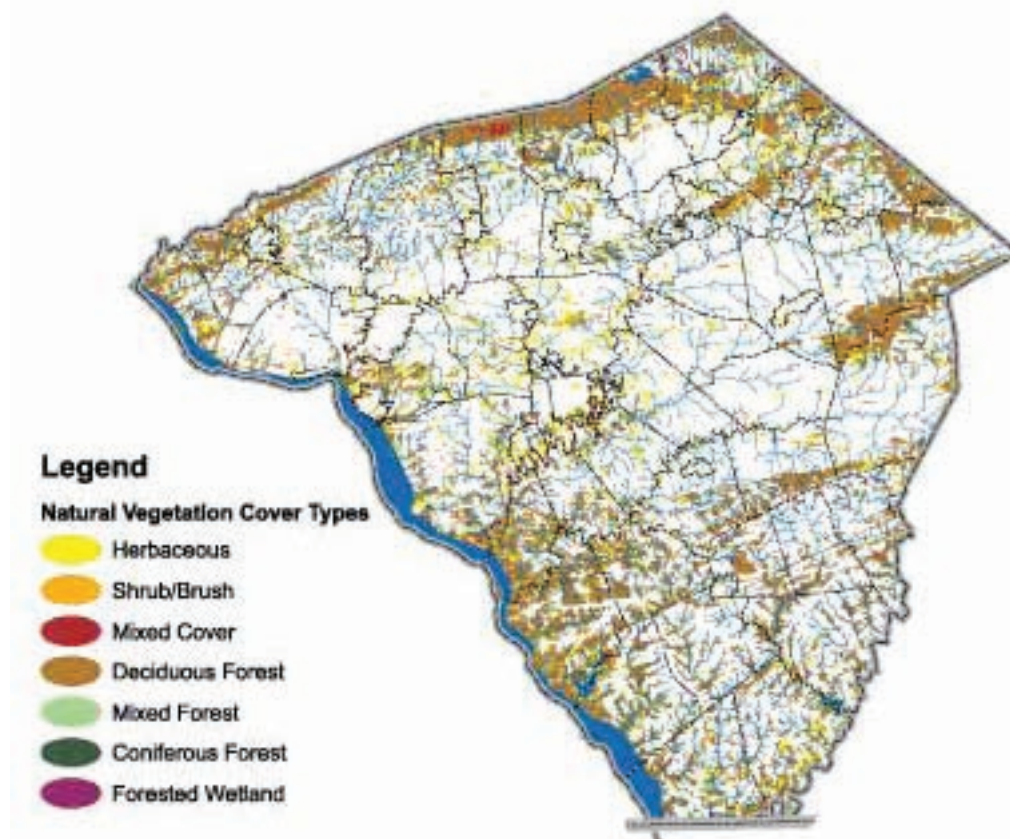 Legend
Natural Vegetation Cover Types
Herbaceous
Shrub/Brush
Mixed Cover
Deciduous Forest
Mixed Forest
Coniferous Forest
Forested Wetland